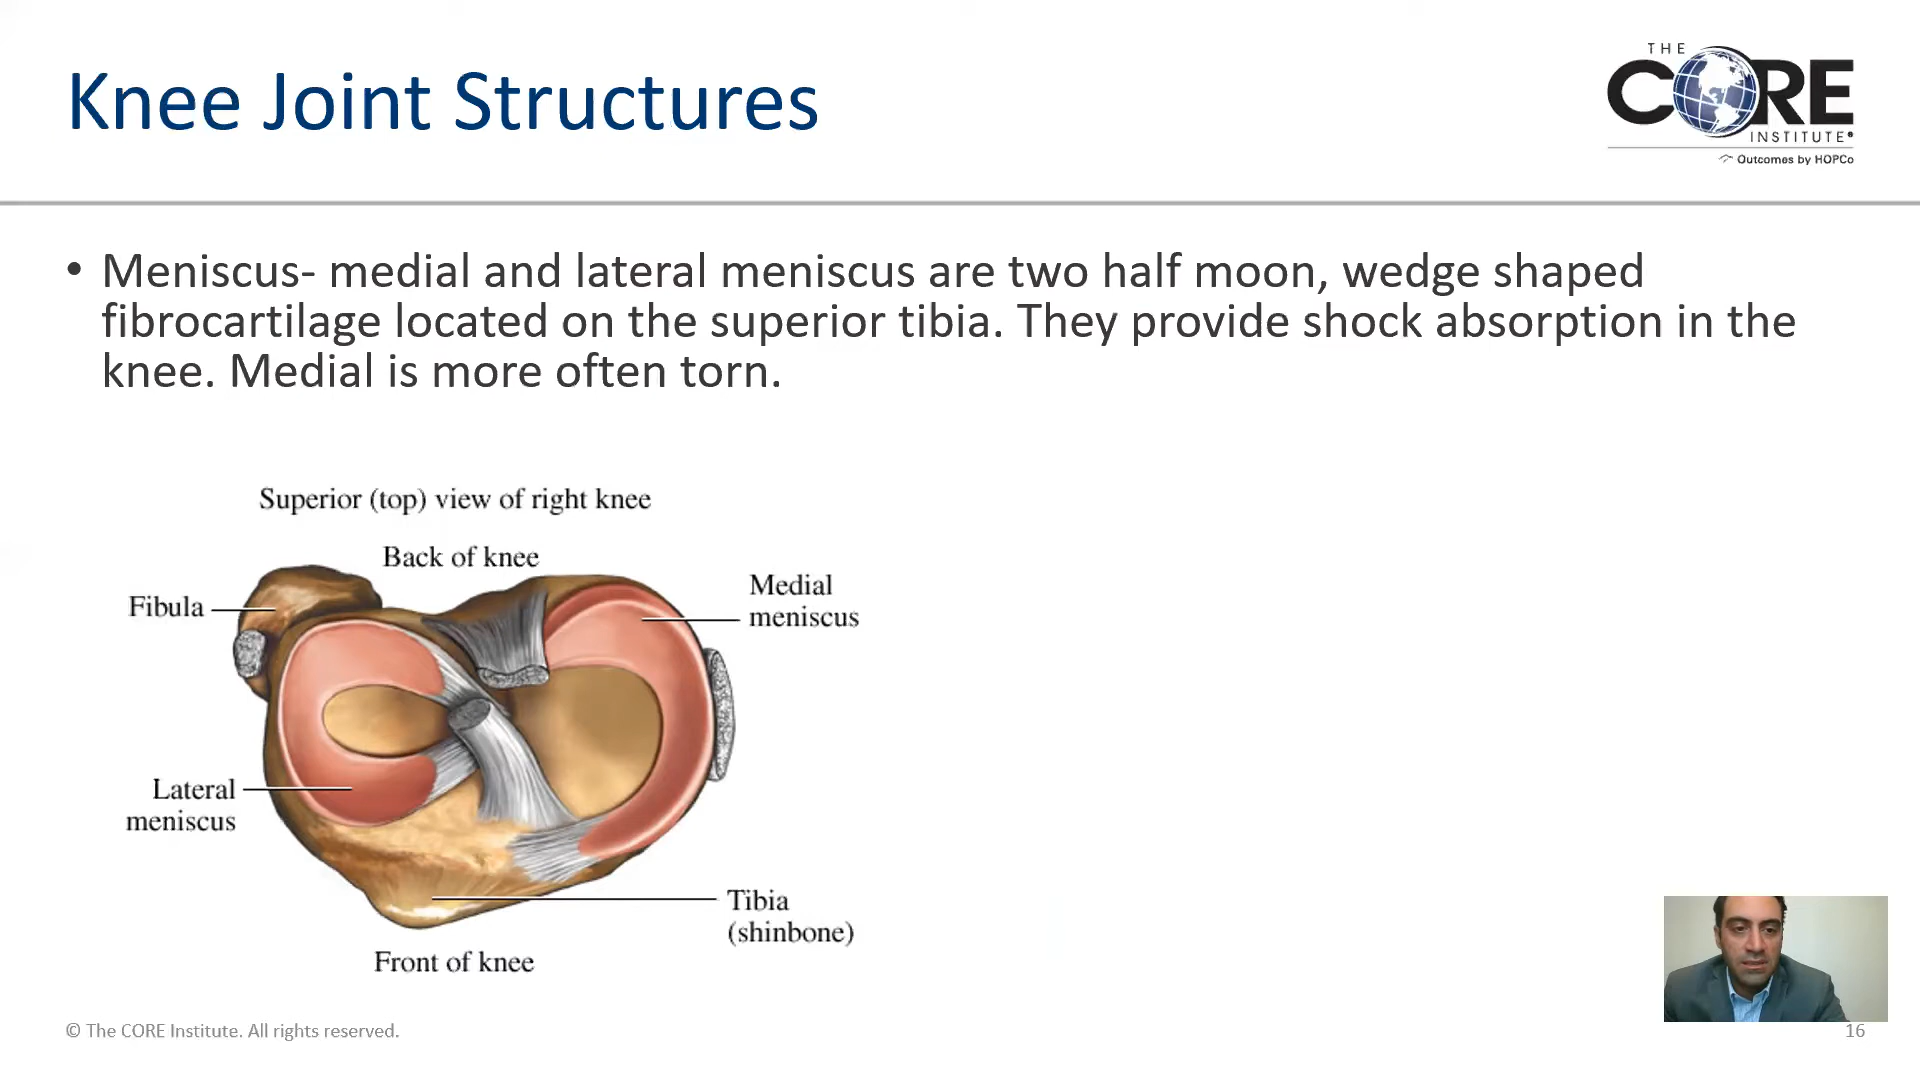 Knee Joint Structures
THE
CORE
INSTITUTE®
Outcomes by HOPCo
• Meniscus- medial and lateral meniscus are two half moon, wedge shaped
fibrocartilage located on the superior tibia. They provide shock absorption in the
knee. Medial is more often torn.
Superior (top) view of right knee
Back of knee
Fibula
Medial
meniscus
Lateral
meniscus
Tibia
(shinbone)
Front of knee
© The CORE Institute. All rights reserved.
16